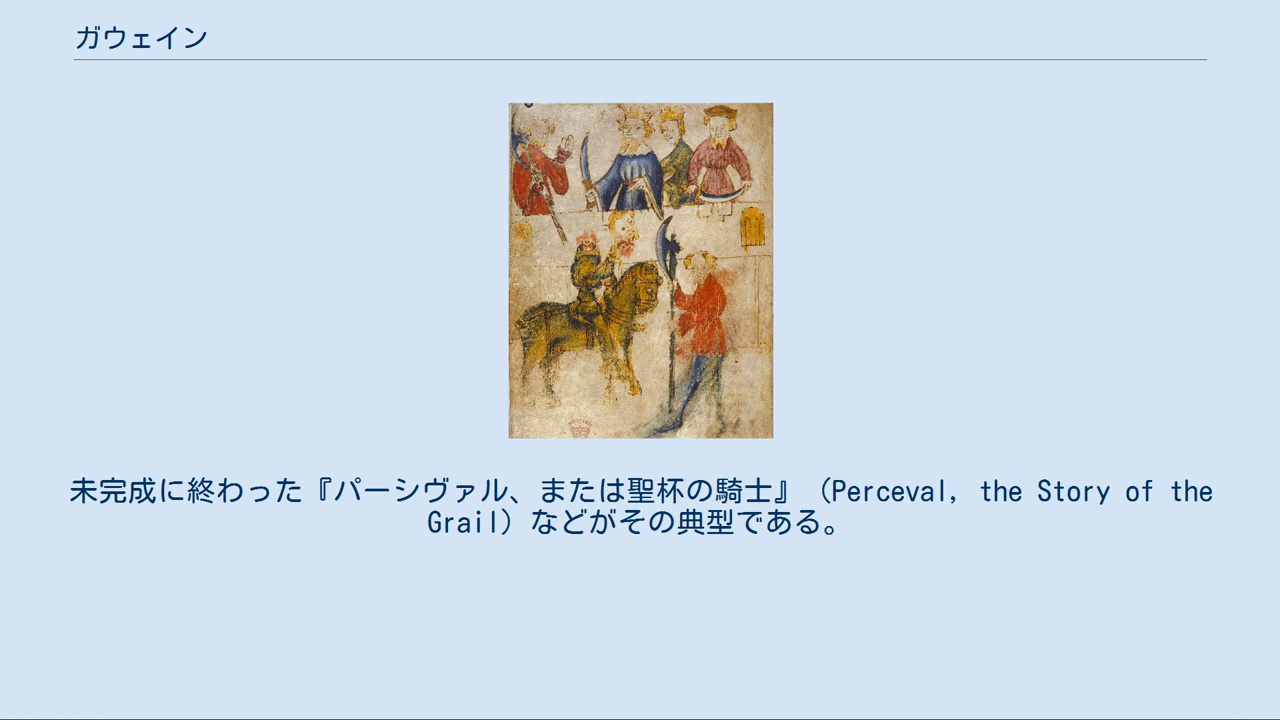 ガウェイン
未完成に終わった『パーシヴァル、または聖杯の騎士』（Perceval, the Story of the
Grail）などがその典型である。